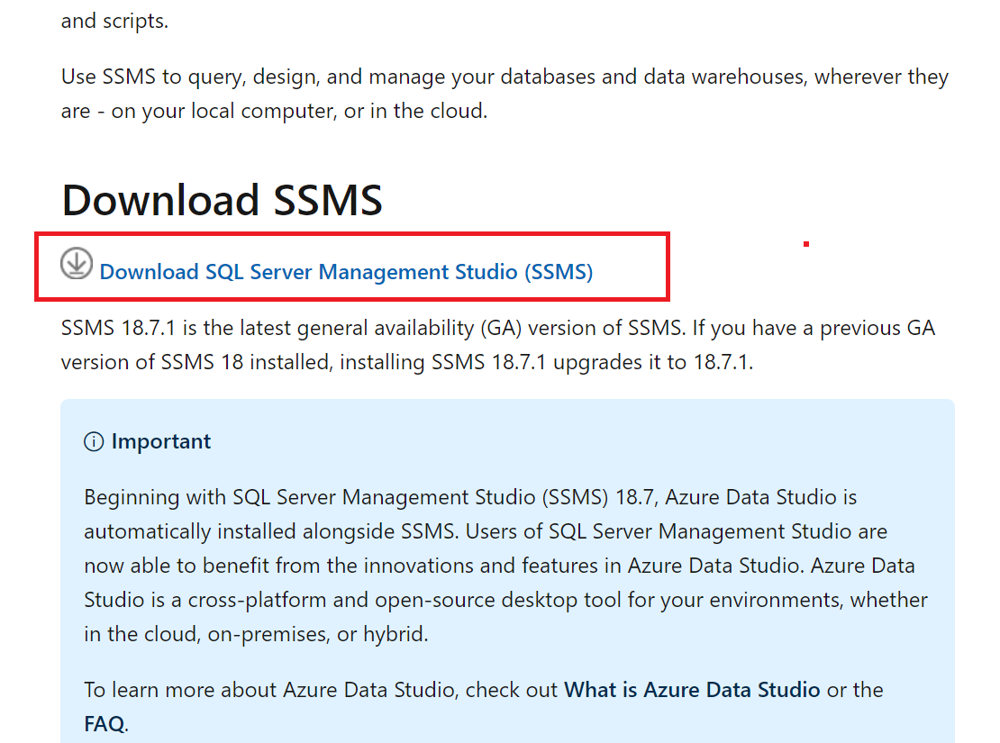 and scripts.
Use SSMS to query, design, and manage your databases and data warehouses, wherever they
are - on your local computer, or in the cloud.
Download SSMS
Download SQL Server Management Studio (SSMS)
SSMS 18.7.1 is the latest general availability (GA) version of SSMS. If you have a previous GA
version of SSMS 18 installed, installing SSMS 18.7.1 upgrades it to 18.7.1.
Important
Beginning with SQL Server Management Studio (SSMS) 18.7, Azure Data Studio is
automatically installed alongside SSMS. Users of SQL Server Management Studio are
now able to benefit from the innovations and features in Azure Data Studio. Azure Data
Studio is a cross-platform and open-source desktop tool for your environments, whether
in the cloud, on-premises, or hybrid.
To learn more about Azure Data Studio, check out What is Azure Data Studio or the
FAQ.